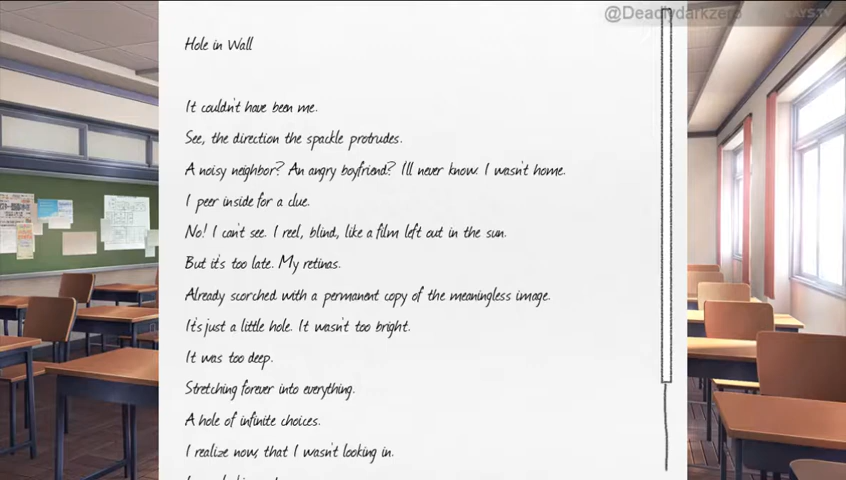 @Deadlydarkzero
Hole in Wall
It couldn't have been me.
See, the direction the spackle protrudes.
A noisy neighbor? An angry boyfriend? I'll never know. I wasn't home.
I peer inside for a clue.
No! I can't see. I reel, blind, like a film left out in the sun.
But it's too late. My retinas.
Already scorched with a permanent copy of the meaningless image.
It's just a little hole. It wasn't too bright.
It was too deep.
Stretching forever into everything.
A hole of infinite choices.
I realize now, that I wasn't looking in.